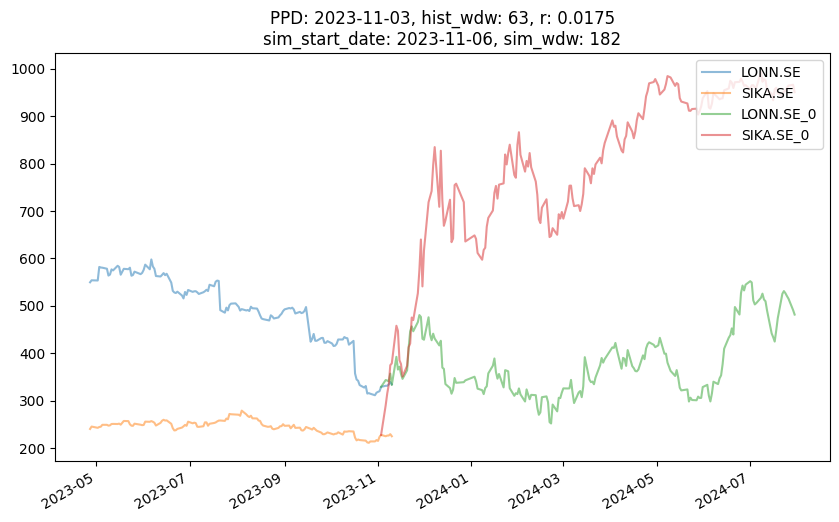 PPD: 2023-11-03, hist_wdw: 63, r: 0.0175
sim_start_date: 2023-11-06, sim_wdw: 182
LONN.SE
SIKA.SE
LONN.SE_0
SIKA.SE_0
1000
900
800
700
600
500
400
300
200
2023-05
2023-07
2023-09
2023-11
2024-01
2024-03
2024-05
2024-07